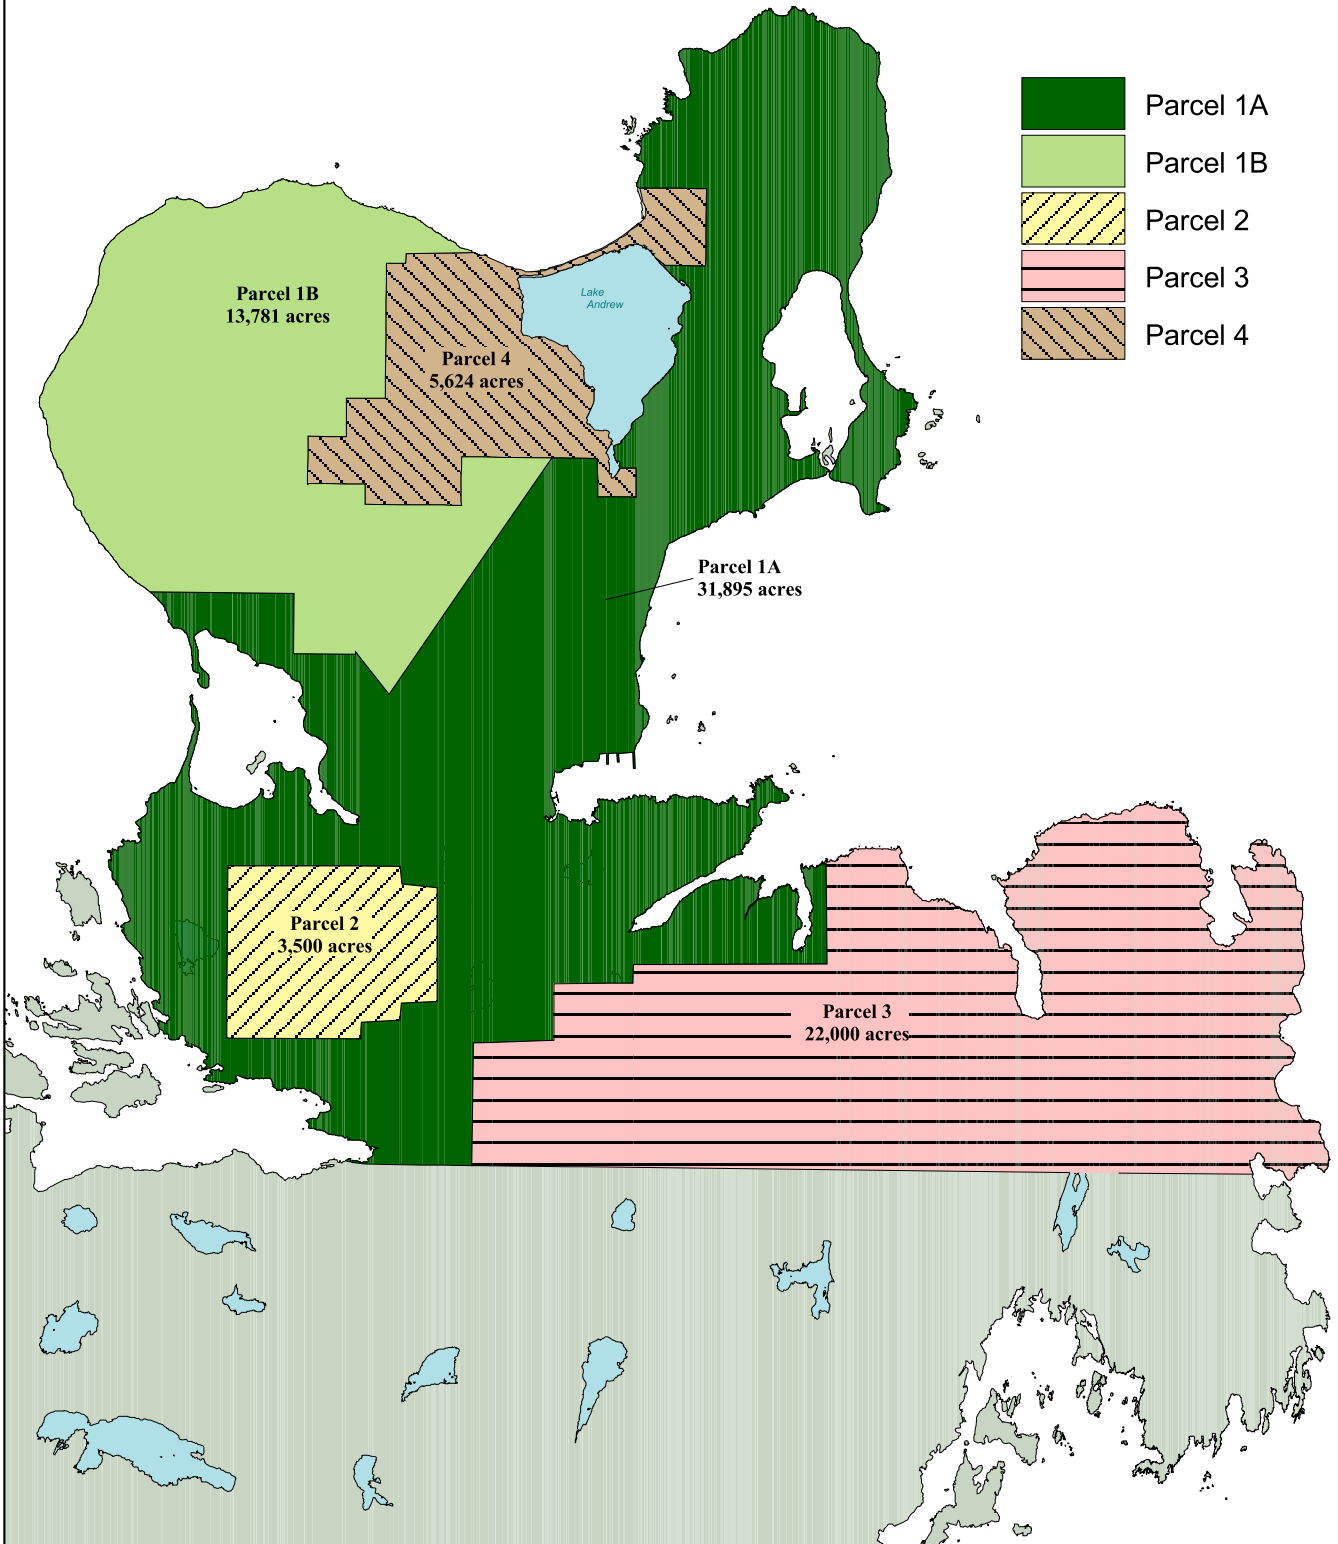 Parcel 1A
Parcel 1B
Parcel 2
Parcel 3
Parcel 4
Lake
Andrew
Parcel 1B
13,781 acres
Parcel 4
5,624 acres
Parcel 1A
31,895 acres
Parcel 2
3,500 acres
Parcel 3
22,000 acres